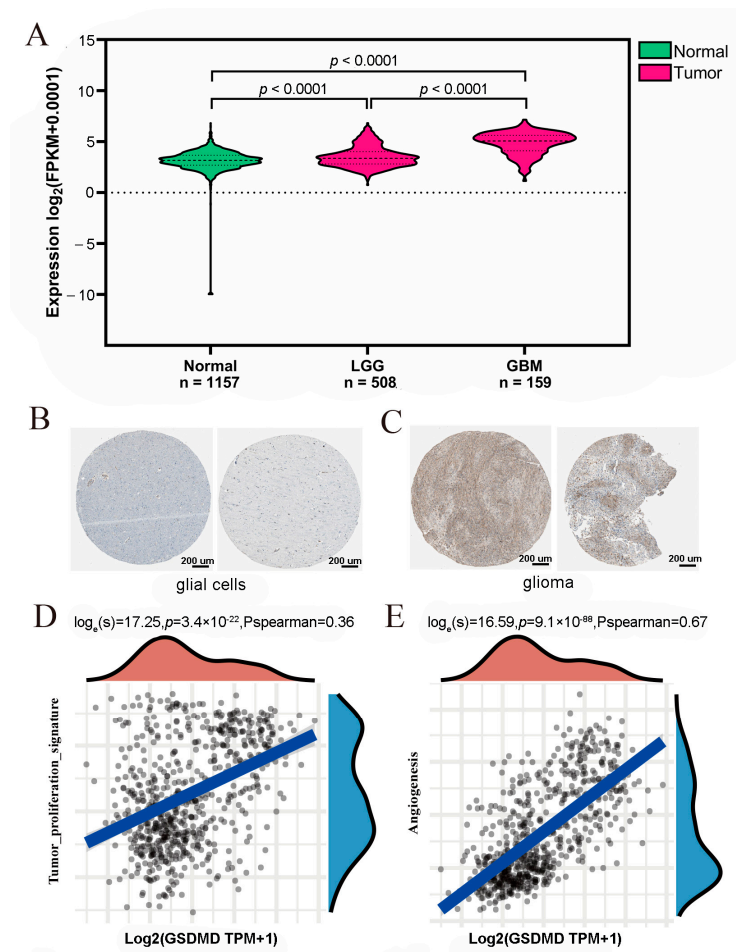 A
15
10
5
0
−5
−10
Expression log2(FPKM+0.0001)
p < 0.0001
p < 0.0001
p < 0.0001
Normal
Tumor
Normal
n = 1157
LGG
n = 508
GBM
n = 159
B
200 um
200 um
glial cells
C
200 um
200 um
glioma
D
loge(s)=17.25,p=3.4×10-22,Pspearman=0.36
Tumor_proliferation_signature
Log2(GSDMD TPM+1)
E
loge(s)=16.59,p=9.1×10-88,Pspearman=0.67
Angiogenesis
Log2(GSDMD TPM+1)